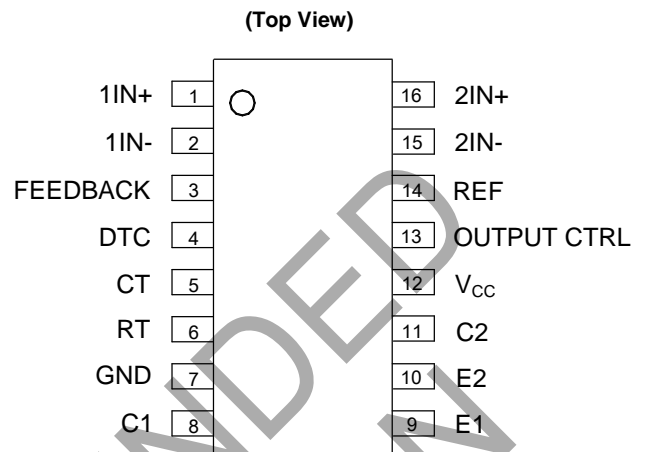 (Top View)
1IN+ 1 16 2IN+
1IN- 2 15 2IN-
FEEDBACK 3 14 REF
DTC 4 13 OUTPUT CTRL
CT 5 12 VCC
RT 6 11 C2
GND 7 10 E2
C1 8 9 E1
NDED